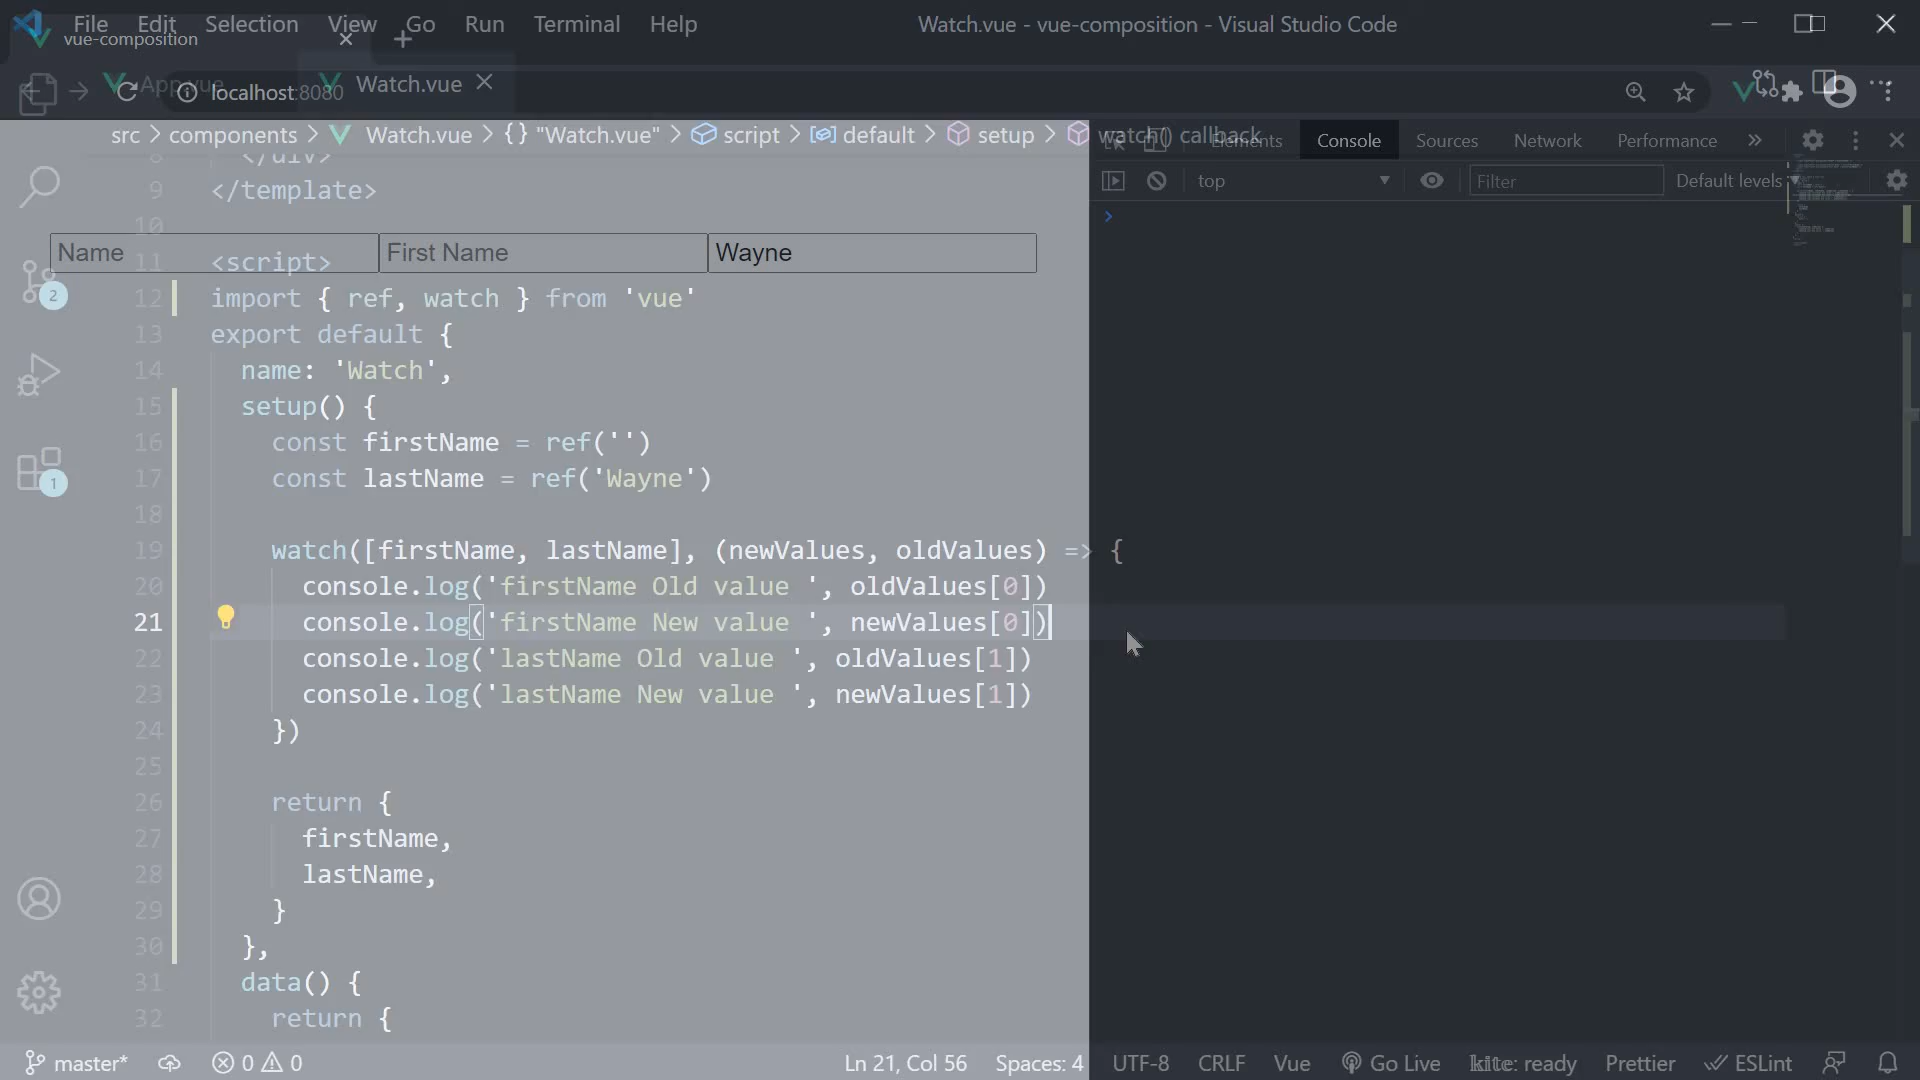 File Edit Selection View Go Run Terminal Help
Watch.vue - vue-composition - Visual Studio Code
vue-composition
App.vue
Watch.vue
localhost:8080
src > components > Watch.vue > {} "Watch.vue" > script > default > setup > watch() callback
Elements Console Sources Network Performance »
top
Filter
Default levels
Name
First Name
Wayne
8 </div>
9 </template>
10
11 <script>
12 import { ref, watch } from 'vue'
13 export default {
14 name: 'Watch',
15 setup() {
16 const firstName = ref('')
17 const lastName = ref('Wayne')
18
19 watch([firstName, lastName], (newValues, oldValues) => {
20 console.log('firstName Old value ', oldValues[0])
21 console.log('firstName New value ', newValues[0])
22 console.log('lastName Old value ', oldValues[1])
23 console.log('lastName New value ', newValues[1])
24 })
25
26 return {
27 firstName,
28 lastName,
29 }
30 },
31 data() {
32 return {
2
1
master* 0 0 Ln 21, Col 56 Spaces: 4 UTF-8 CRLF Vue Go Live kite: ready Prettier ESLint